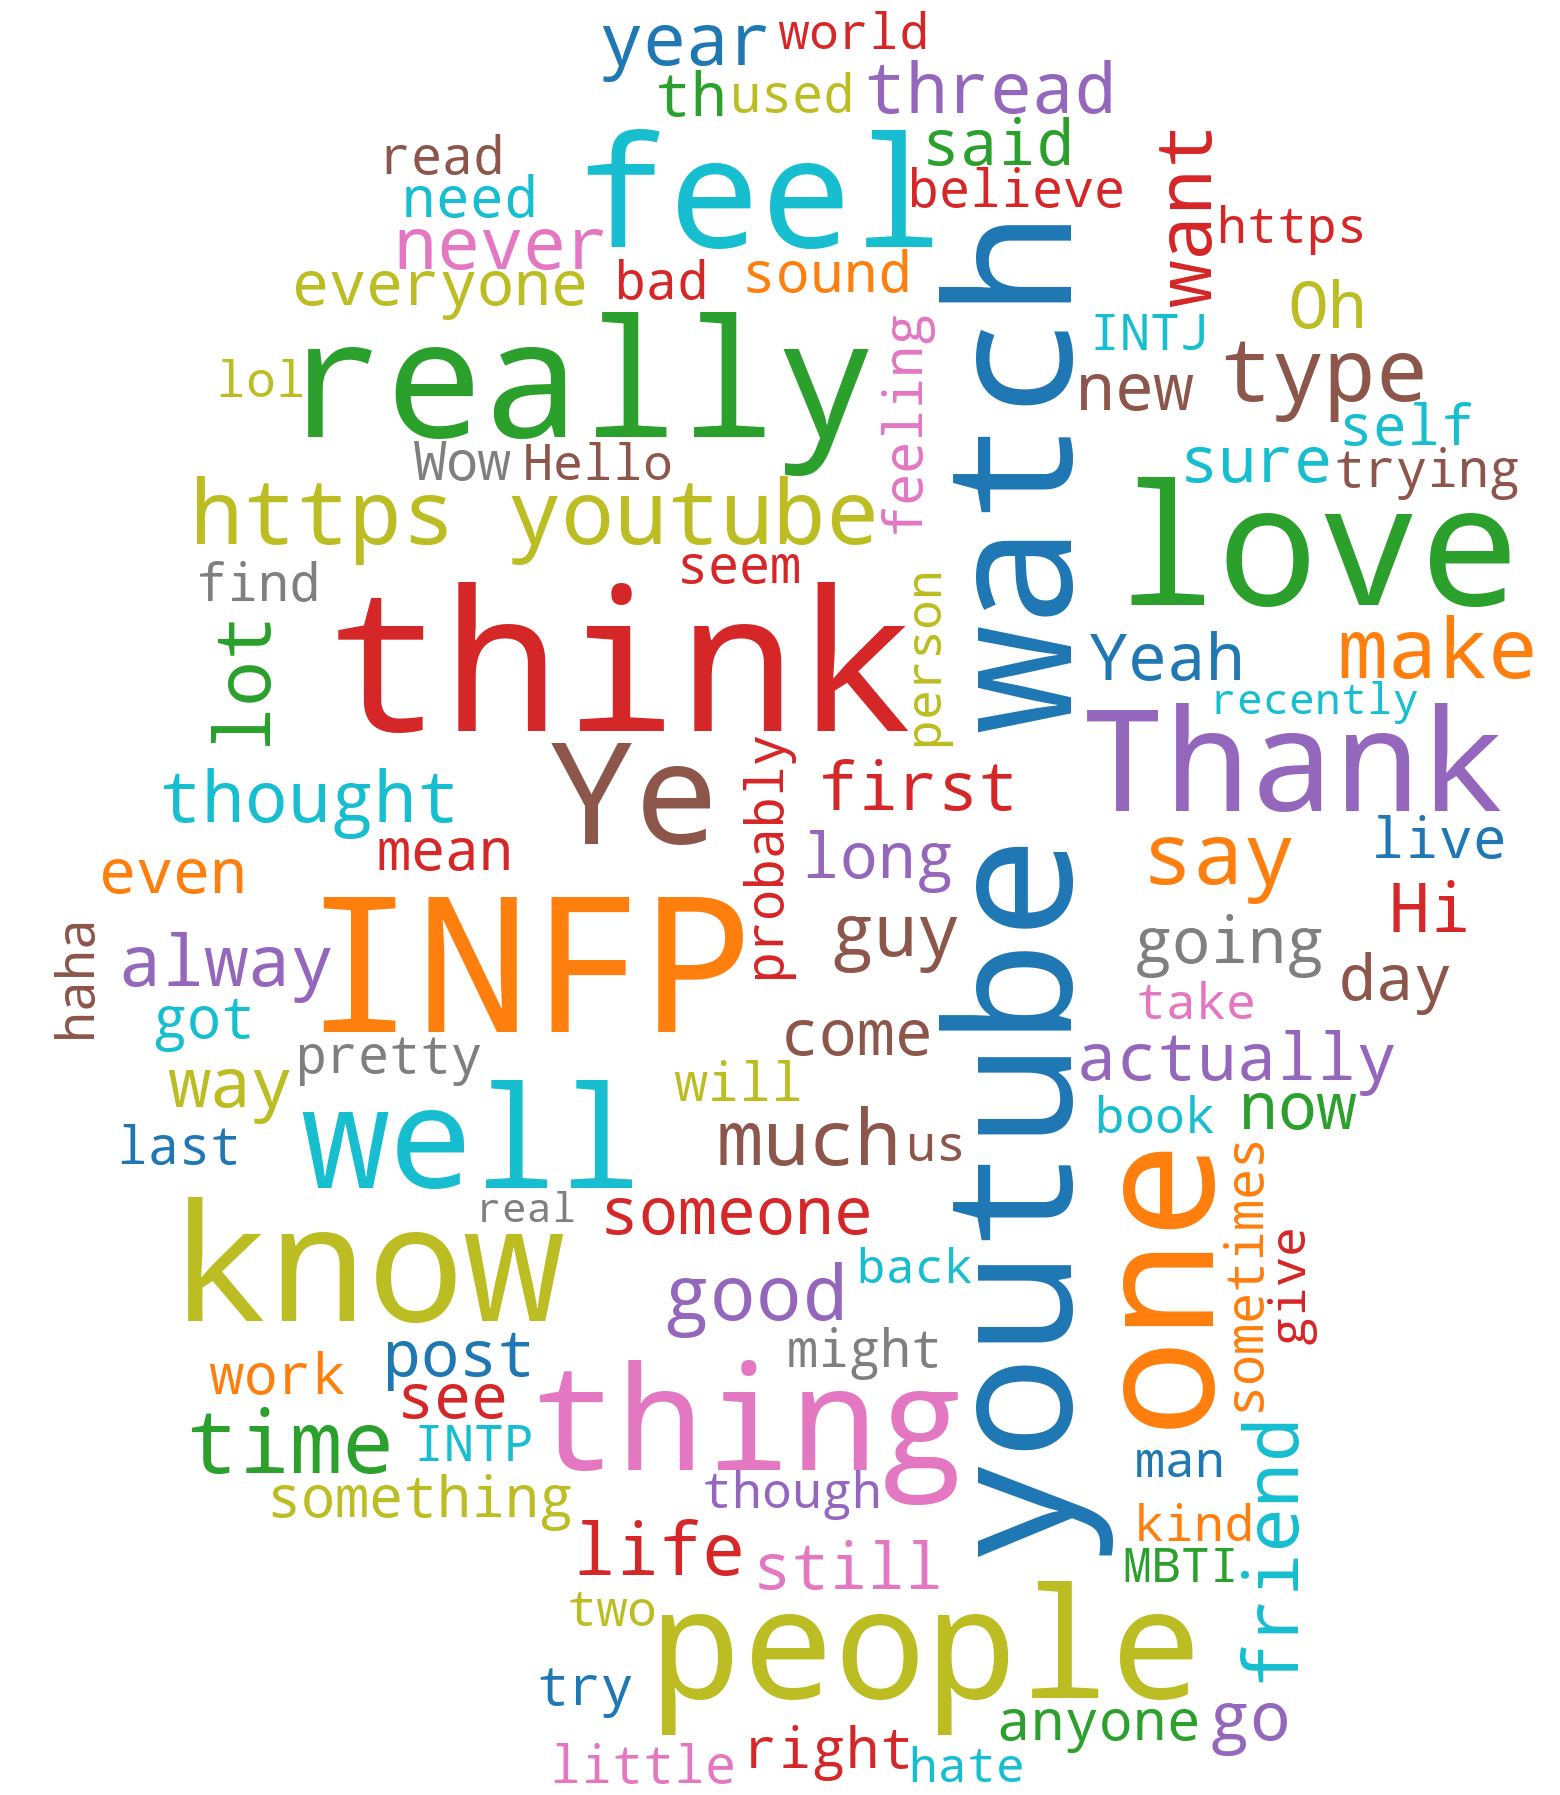 year world
th used thread
feel said
read believe want
need https
never
everyone bad sound Oh
really feeling INTJ type
lol new self
Wow Hello sure trying
https youtube love
find seem
think person Yeah make
lot recently
youtube watch
Ye probably first Thank
thought long say live
mean
even guy Hi
INFP going day
haha alway
got come take
pretty actually
way will book now
last well much us
real someone one sometimes
know good back give
work post might
see thing
time INTP man friend
something though kind
life still MBTI
two people
try anyone go
little right hate